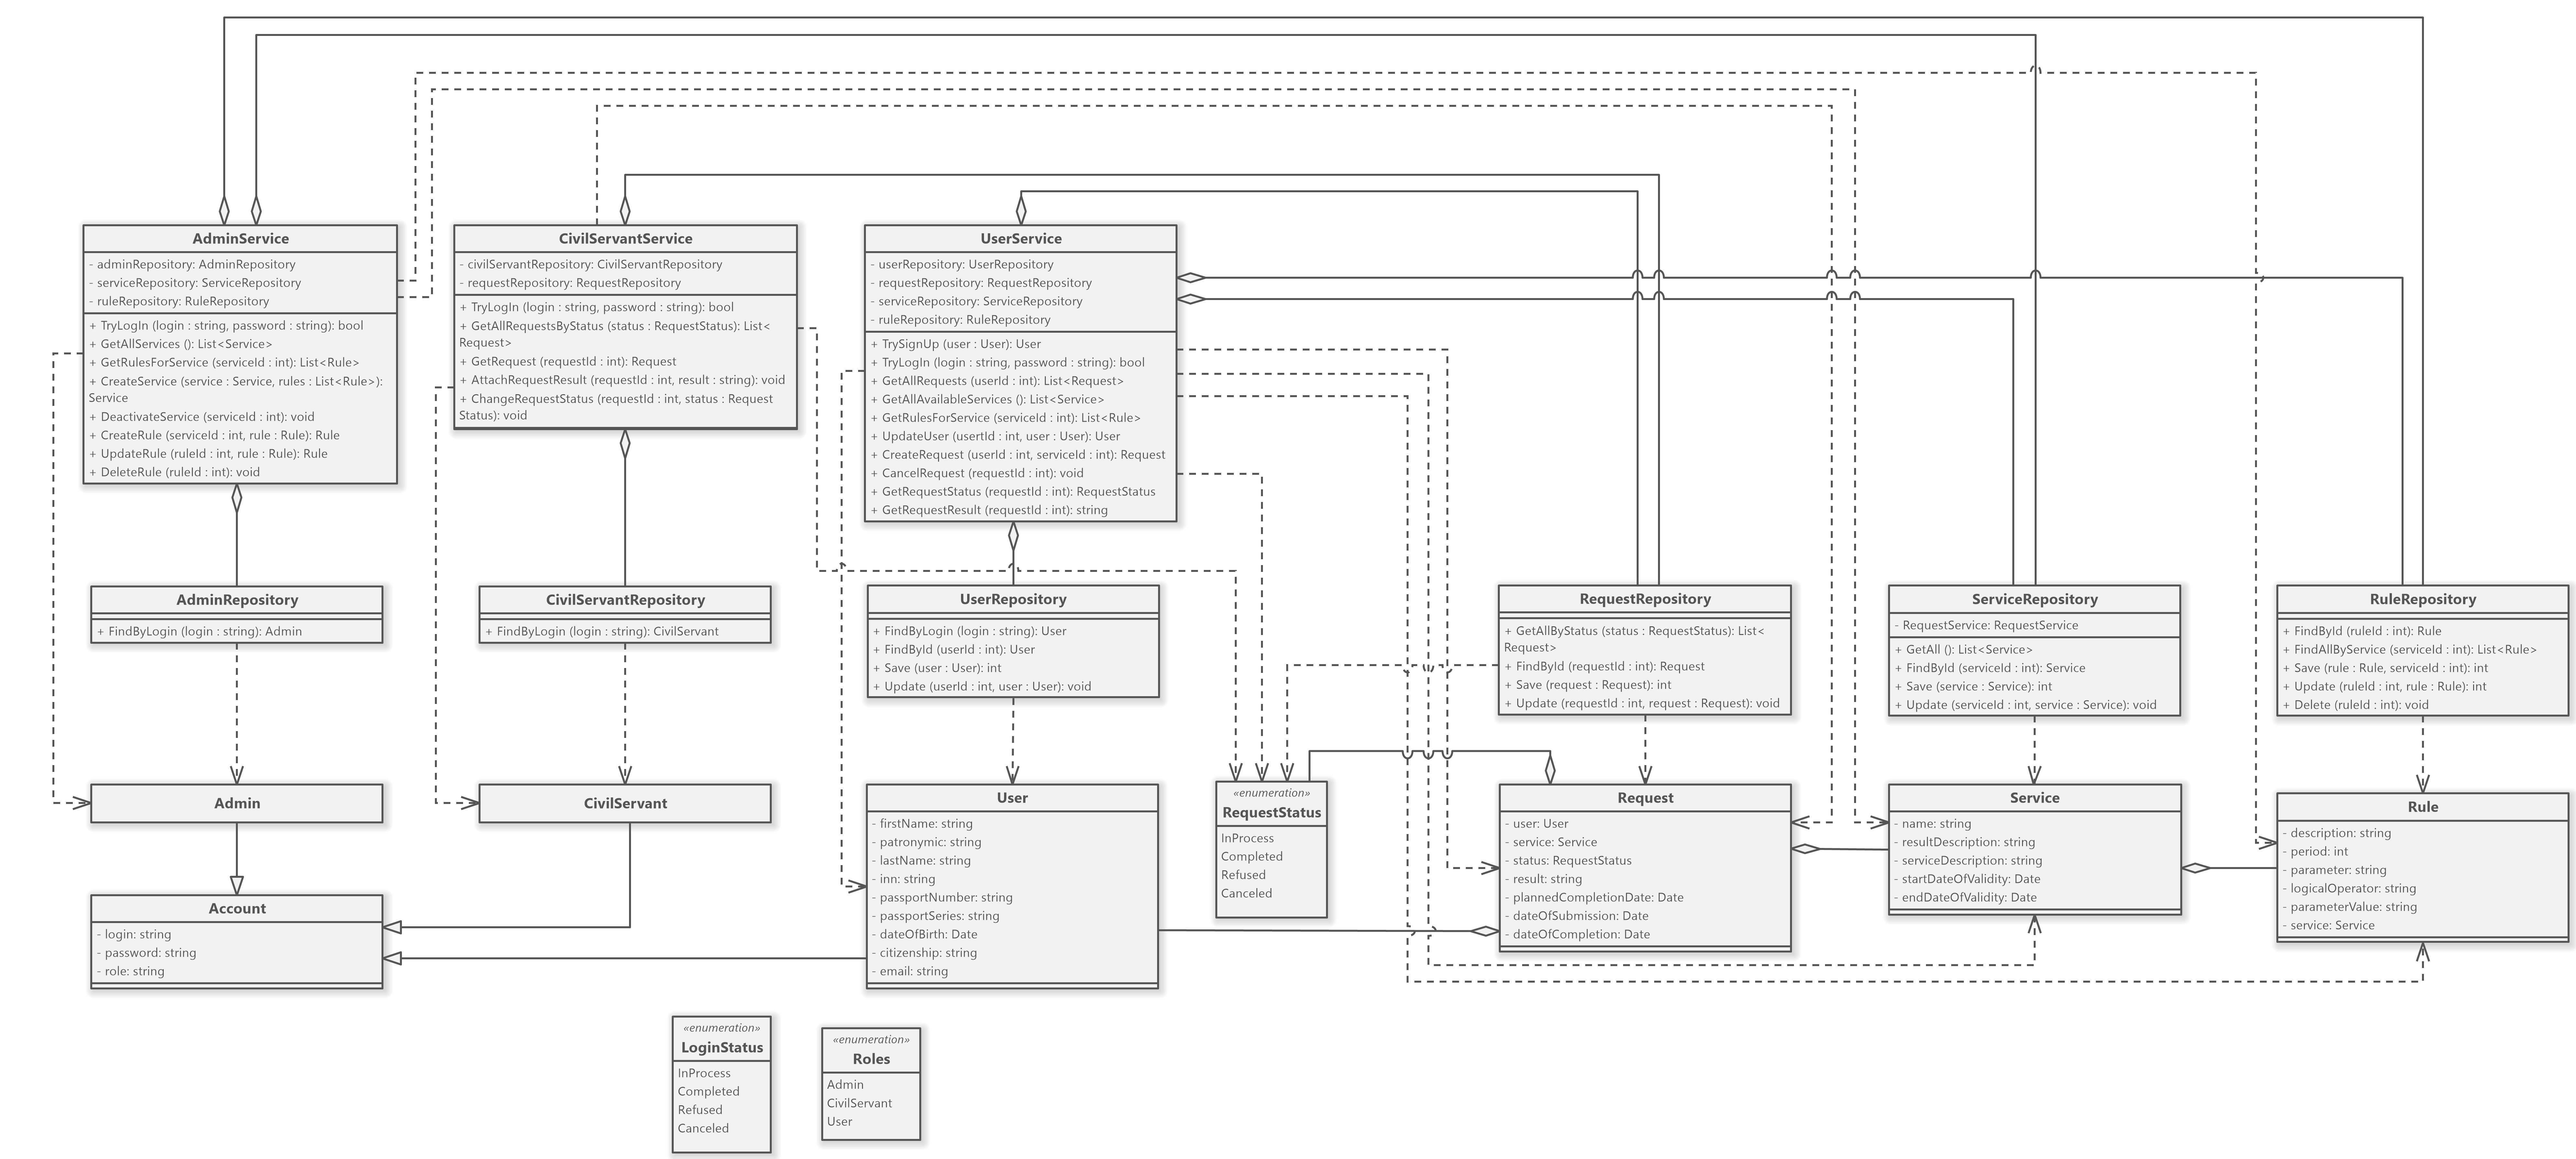 AdminService
- adminRepository: AdminRepository
- serviceRepository: ServiceRepository
- ruleRepository: RuleRepository
+ TryLogIn (login : string, password : string): bool
+ GetAllServices (): List<Service>
+ GetRulesForService (serviceId : int): List<Rule>
+ CreateService (service : Service, rules : List<Rule>):
Service
+ DeactivateService (serviceId : int): void
+ CreateRule (serviceId : int, rule : Rule): Rule
+ UpdateRule (ruleId : int, rule : Rule): Rule
+ DeleteRule (ruleId : int): void
CivilServantService
- civilServantRepository: CivilServantRepository
- requestRepository: RequestRepository
+ TryLogIn (login : string, password : string): bool
+ GetAllRequestsByStatus (status : RequestStatus): List<
Request>
+ GetRequest (requestId : int): Request
+ AttachRequestResult (requestId : int, result : string): void
+ ChangeRequestStatus (requestId : int, status : Request
Status): void
UserService
- userRepository: UserRepository
- requestRepository: RequestRepository
- serviceRepository: ServiceRepository
- ruleRepository: RuleRepository
+ TrySignUp (user : User): User
+ TryLogIn (login : string, password : string): bool
+ GetAllRequests (userId : int): List<Request>
+ GetAllAvailableServices (): List<Service>
+ GetRulesForService (serviceId : int): List<Rule>
+ UpdateUser (usertId : int, user : User): User
+ CreateRequest (userId : int, serviceId : int): Request
+ CancelRequest (requestId : int): void
+ GetRequestStatus (requestId : int): RequestStatus
+ GetRequestResult (requestId : int): string
AdminRepository
+ FindByLogin (login : string): Admin
CivilServantRepository
+ FindByLogin (login : string): CivilServant
UserRepository
+ FindByLogin (login : string): User
+ FindById (userId : int): User
+ Save (user : User): int
+ Update (userId : int, user : User): void
RequestRepository
+ GetAllByStatus (status : RequestStatus): List<
Request>
+ FindById (requestId : int): Request
+ Save (request : Request): int
+ Update (requestId : int, request : Request): void
ServiceRepository
- RequestService: RequestService
+ GetAll (): List<Service>
+ FindById (serviceId : int): Service
+ Save (service : Service): int
+ Update (serviceId : int, service : Service): void
RuleRepository
+ FindById (ruleId : int): Rule
+ FindAllByService (serviceId : int): List<Rule>
+ Save (rule : Rule, serviceId : int): int
+ Update (ruleId : int, rule : Rule): int
+ Delete (ruleId : int): void
Admin
CivilServant
User
- firstName: string
- patronymic: string
- lastName: string
- inn: string
- passportNumber: string
- passportSeries: string
- dateOfBirth: Date
- citizenship: string
- email: string
«enumeration»
RequestStatus
InProcess
Completed
Refused
Canceled
Request
- user: User
- service: Service
- status: RequestStatus
- result: string
- plannedCompletionDate: Date
- dateOfSubmission: Date
- dateOfCompletion: Date
Service
- name: string
- resultDescription: string
- serviceDescription: string
- startDateOfValidity: Date
- endDateOfValidity: Date
Rule
- description: string
- period: int
- parameter: string
- logicalOperator: string
- parameterValue: string
- service: Service
Account
- login: string
- password: string
- role: string
«enumeration»
LoginStatus
InProcess
Completed
Refused
Canceled
«enumeration»
Roles
Admin
CivilServant
User